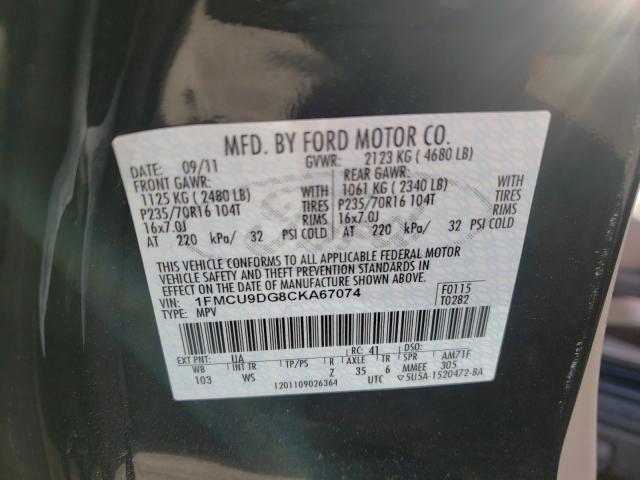 MFD. BY FORD MOTOR CO.
DATE: 09/11 GVWR: 2123 KG ( 4680 LB)
FRONT GAWR: REAR GAWR:
1125 KG ( 2480 LB) 1061 KG ( 2340 LB)
P235/70R16 104T TIRES P235/70R16 104T TIRES
16x7.0J RIMS 16x7.0J RIMS
AT 220 kPa/ 32 PSI COLD AT 220 kPa/ 32 PSI COLD
THIS VEHICLE CONFORMS TO ALL APPLICABLE FEDERAL MOTOR
VEHICLE SAFETY AND THEFT PREVENTION STANDARDS IN
EFFECT ON THE DATE OF MANUFACTURE SHOWN ABOVE.
VIN: 1FMCU9DG8CKA67074 F0115
TYPE: MPV T0282
EXT PNT: UA RC: 41 DSO:
WB INT TR TP/PS R AXLE TR SPR AM71F
103 WS Z 35 6 MMEE 305
1201109026364 UTC ▽5U5A-1520472-BA